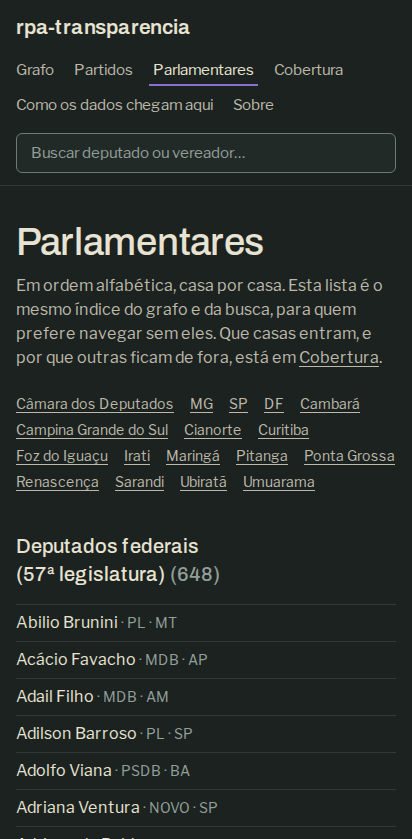 rpa-transparencia
Grafo Partidos Parlamentares Cobertura
Como os dados chegam aqui Sobre
Buscar deputado ou vereador...
Parlamentares
Em ordem alfabética, casa por casa. Esta lista é o
mesmo índice do grafo e da busca, para quem
prefere navegar sem eles. Que casas entram, e
por que outras ficam de fora, está em Cobertura.
Câmara dos Deputados MG SP DF Cambará
Campina Grande do Sul Cianorte Curitiba
Foz do Iguaçu Irati Maringá Pitanga Ponta Grossa
Renascença Sarandi Ubiratã Umuarama
Deputados federais
(57ª legislatura) (648)
Abilio Brunini · PL · MT
Acácio Favacho · MDB · AP
Adail Filho · MDB · AM
Adilson Barroso · PL · SP
Adolfo Viana · PSDB · BA
Adriana Ventura · NOVO · SP